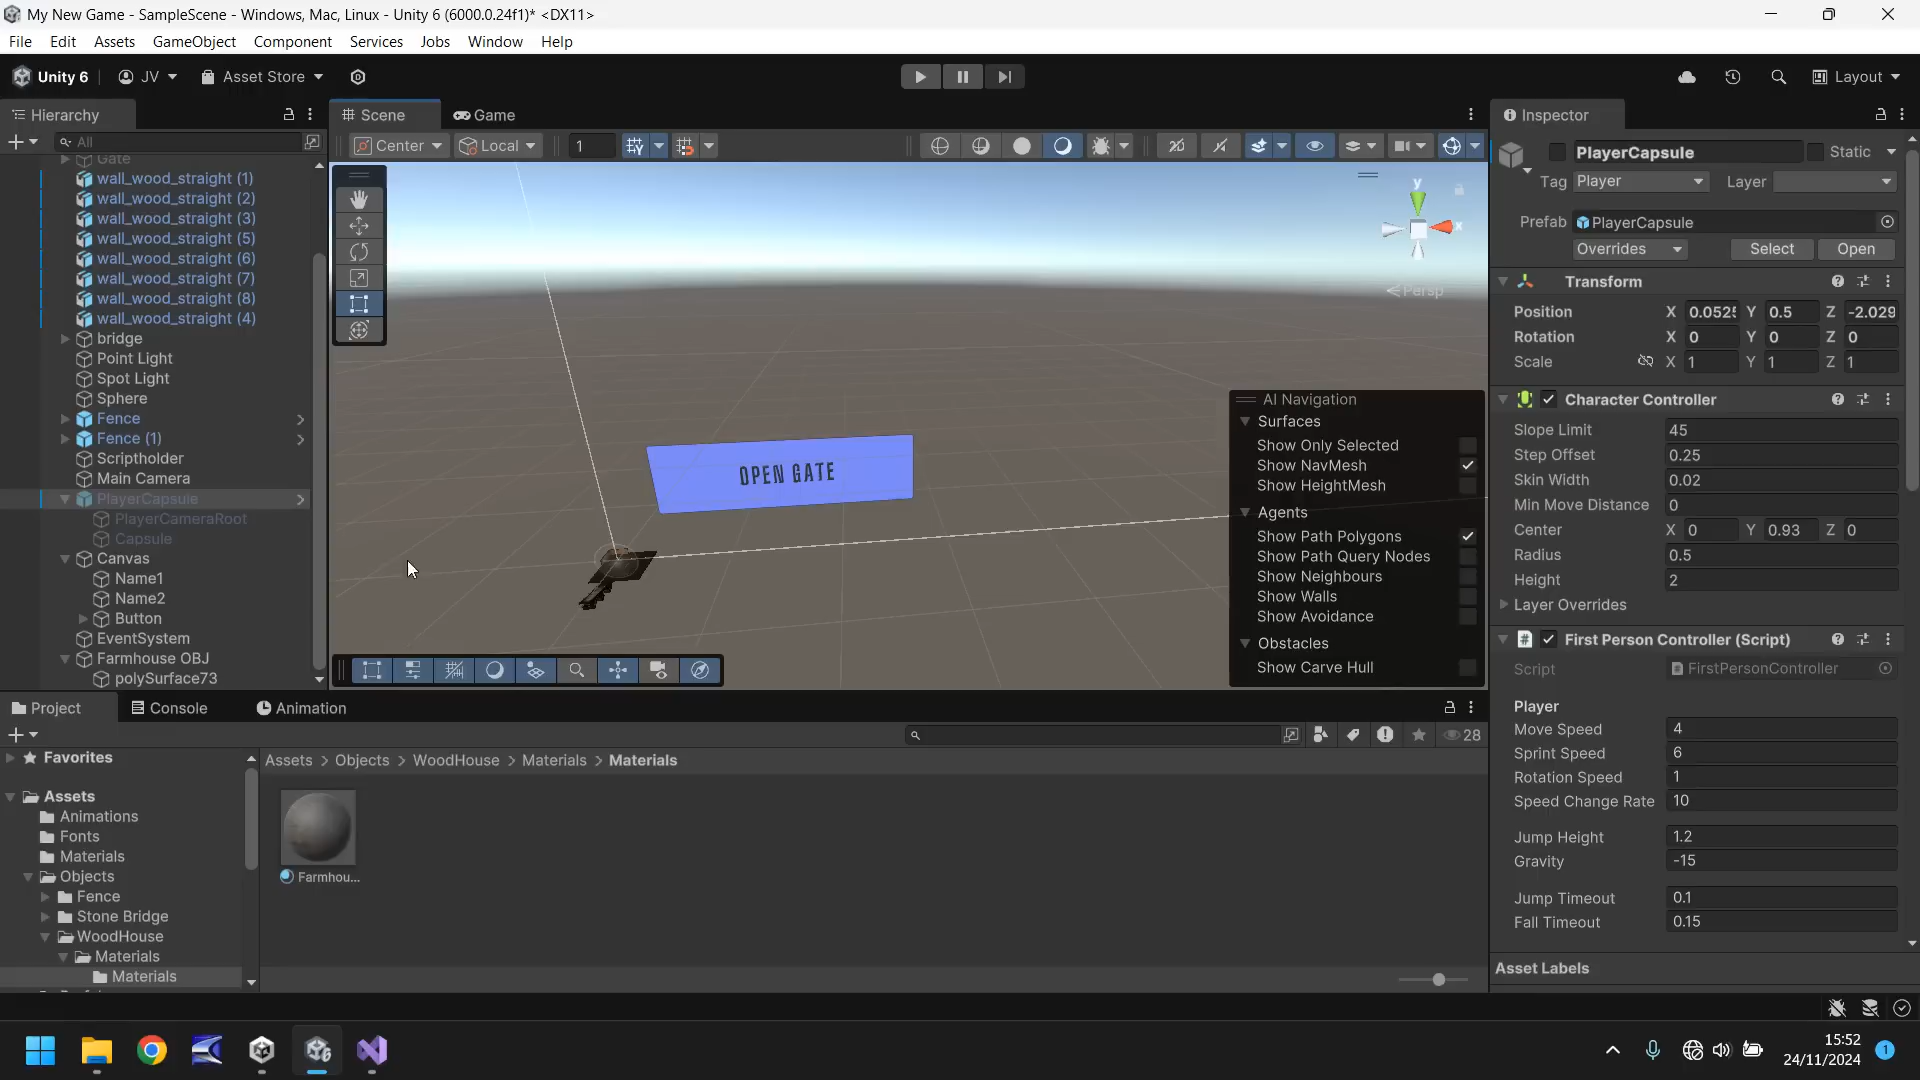 My New Game - SampleScene - Windows, Mac, Linux - Unity 6 (6000.0.24f1)* <DX11>
File Edit Assets GameObject Component Services Jobs Window Help
Unity 6 JV Asset Store Layout
Hierarchy Scene Game Inspector
All Center Local 1
PlayerCapsule Static
Tag Player Layer
Prefab PlayerCapsule
Overrides Select Open
Gate
wall_wood_straight (1)
wall_wood_straight (2)
wall_wood_straight (3)
wall_wood_straight (5)
wall_wood_straight (6)
wall_wood_straight (7)
wall_wood_straight (8)
wall_wood_straight (4)
bridge
Point Light
Spot Light
Sphere
Fence
Fence (1)
Scriptholder
Main Camera
PlayerCapsule
PlayerCameraRoot
Capsule
Canvas
Name1
Name2
Button
EventSystem
Farmhouse OBJ
polySurface73
y
x
Persp
OPEN GATE
AI Navigation
Surfaces
Show Only Selected
Show NavMesh
Show HeightMesh
Agents
Show Path Polygons
Show Path Query Nodes
Show Neighbours
Show Walls
Show Avoidance
Obstacles
Show Carve Hull
Transform
Position X 0.0525 Y 0.5 Z -2.029
Rotation X 0 Y 0 Z 0
Scale X 1 Y 1 Z 1
Character Controller
Slope Limit 45
Step Offset 0.25
Skin Width 0.02
Min Move Distance 0
Center X 0 Y 0.93 Z 0
Radius 0.5
Height 2
Layer Overrides
First Person Controller (Script)
Script FirstPersonController
Player
Move Speed 4
Sprint Speed 6
Rotation Speed 1
Speed Change Rate 10
Jump Height 1.2
Gravity -15
Jump Timeout 0.1
Fall Timeout 0.15
Asset Labels
Project Console Animation
28
Favorites
Assets
Animations
Fonts
Materials
Objects
Fence
Stone Bridge
WoodHouse
Materials
Materials
Assets > Objects > WoodHouse > Materials > Materials
Farmhou...
15:52
24/11/2024
1